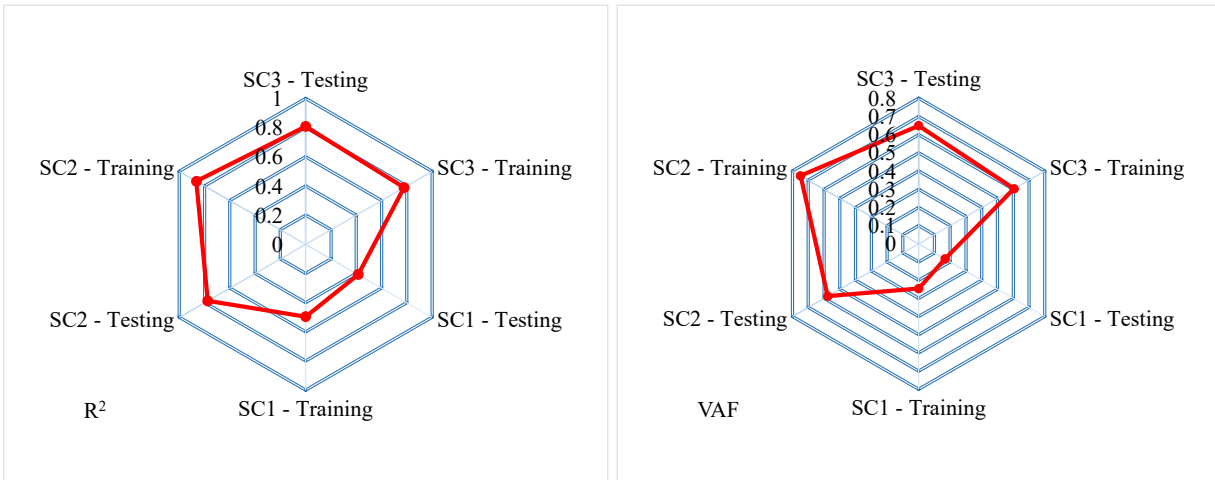 SC3 - Testing
1
0.8
SC2 - Training
SC3 - Training
0.6
0.4
0.2
0
SC2 - Testing
SC1 - Testing
SC1 - Training
R²
SC3 - Testing
0.8
0.7
0.6
0.5
SC2 - Training
SC3 - Training
0.4
0.3
0.2
0.1
0
SC2 - Testing
SC1 - Testing
SC1 - Training
VAF